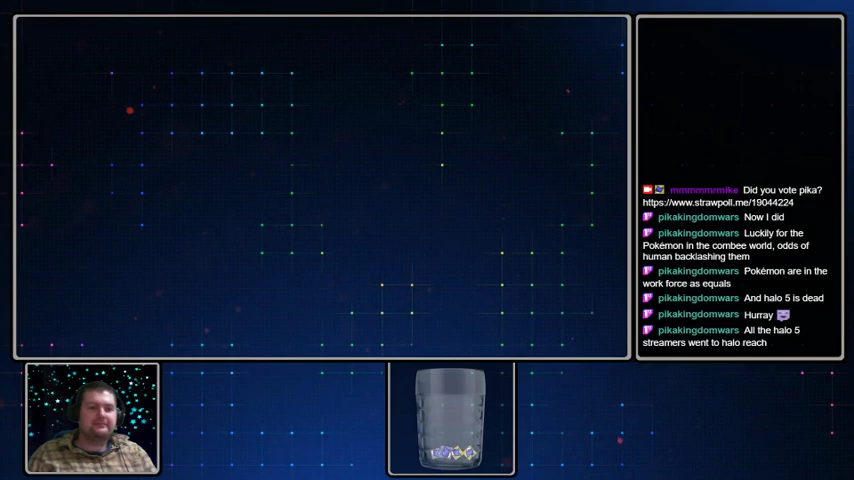 mmmmmrmike Did you vote pika?
https://www.strawpoll.me/19044224
pikakingdomwars Now I did
pikakingdomwars Luckily for the
Pokémon in the combee world, odds of
human backlashing them
pikakingdomwars Pokémon are in the
work force as equals
pikakingdomwars And halo 5 is dead
pikakingdomwars Hurray
pikakingdomwars All the halo 5
streamers went to halo reach